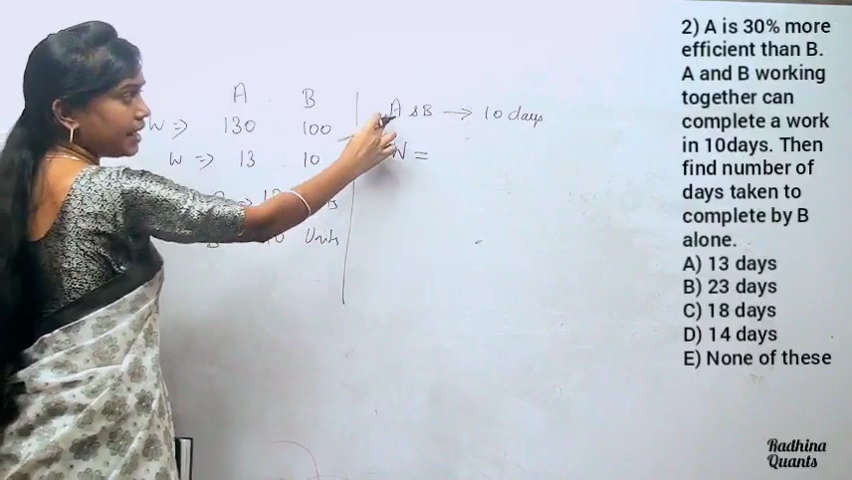 A : B
W => 130 : 100
W => 13 : 10
Units
A & B → 10 days
W =
2) A is 30% more
efficient than B.
A and B working
together can
complete a work
in 10days. Then
find number of
days taken to
complete by B
alone.
A) 13 days
B) 23 days
C) 18 days
D) 14 days
E) None of these
Radhina
Quants